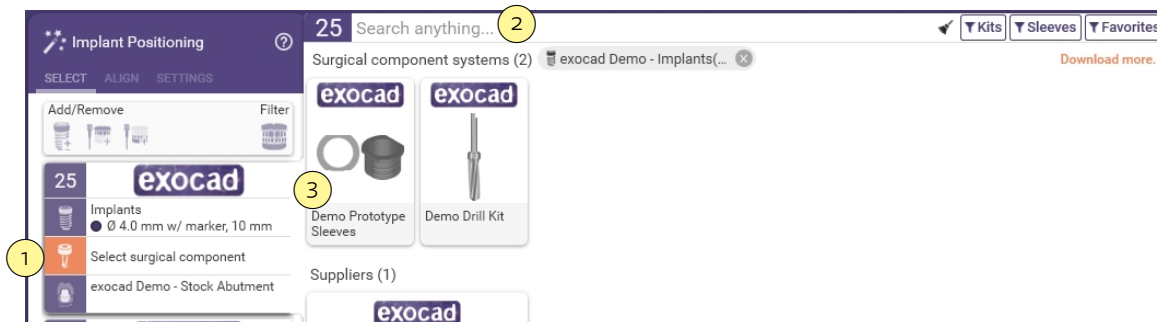 Implant Positioning
SELECT ALIGN SETTINGS
Add/Remove Filter
25 exocad
Implants
Ø 4.0 mm w/ marker, 10 mm
1
Select surgical component
exocad Demo - Stock Abutment
25 Search anything... 2
Kits Sleeves Favorites
Surgical component systems (2) exocad Demo - Implants(... Download more.
exocad exocad
3
Demo Prototype
Sleeves
Demo Drill Kit
Suppliers (1)
exocad